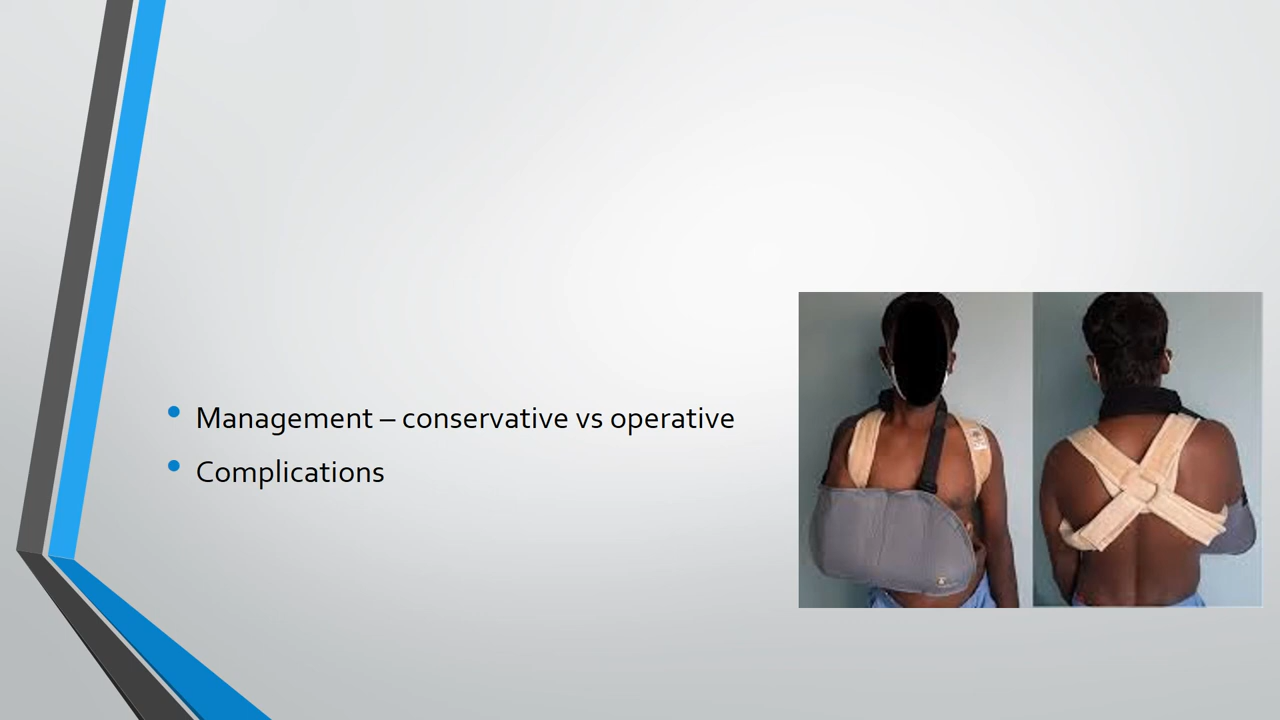 Management – conservative vs operative
Complications